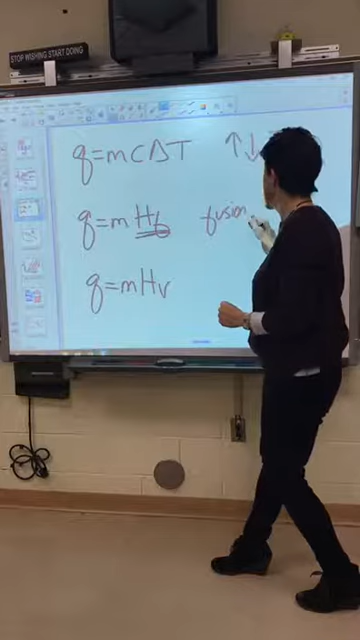 STOP WISHING START DOING
q=mCΔT ↑↓
q=mHf fusion
q=mHv